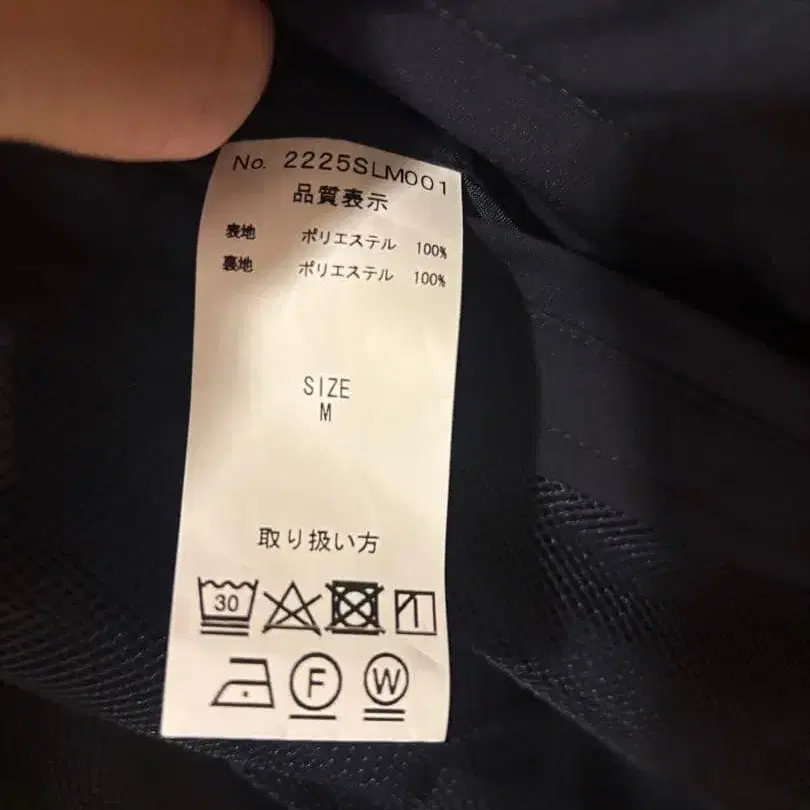 No. 2225SLM001
品質表示
表地 ポリエステル 100%
裏地 ポリエステル 100%
SIZE
M
取り扱い方
30
F W